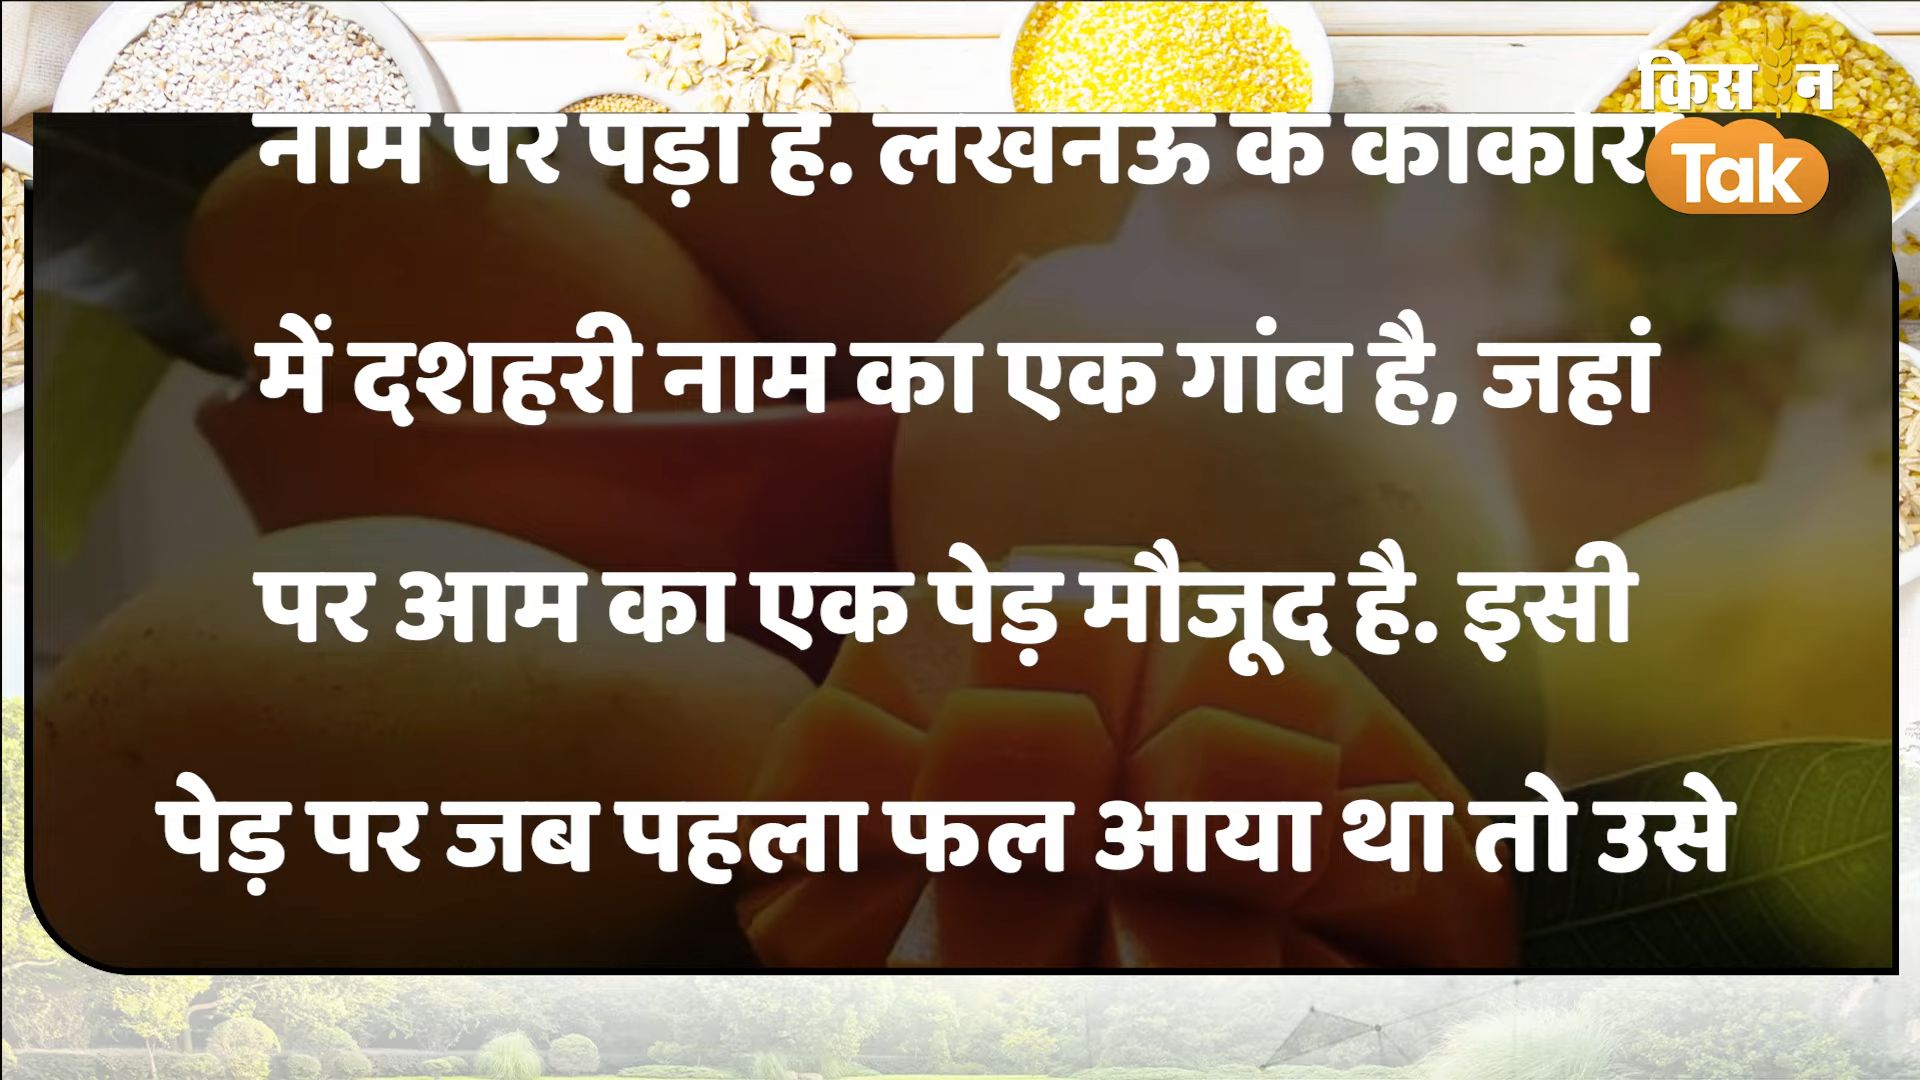 किसान
Tak
नाम पर पड़ा है. लखनऊ के काकोरी
में दशहरी नाम का एक गांव है, जहां
पर आम का एक पेड़ मौजूद है. इसी
पेड़ पर जब पहला फल आया था तो उसे